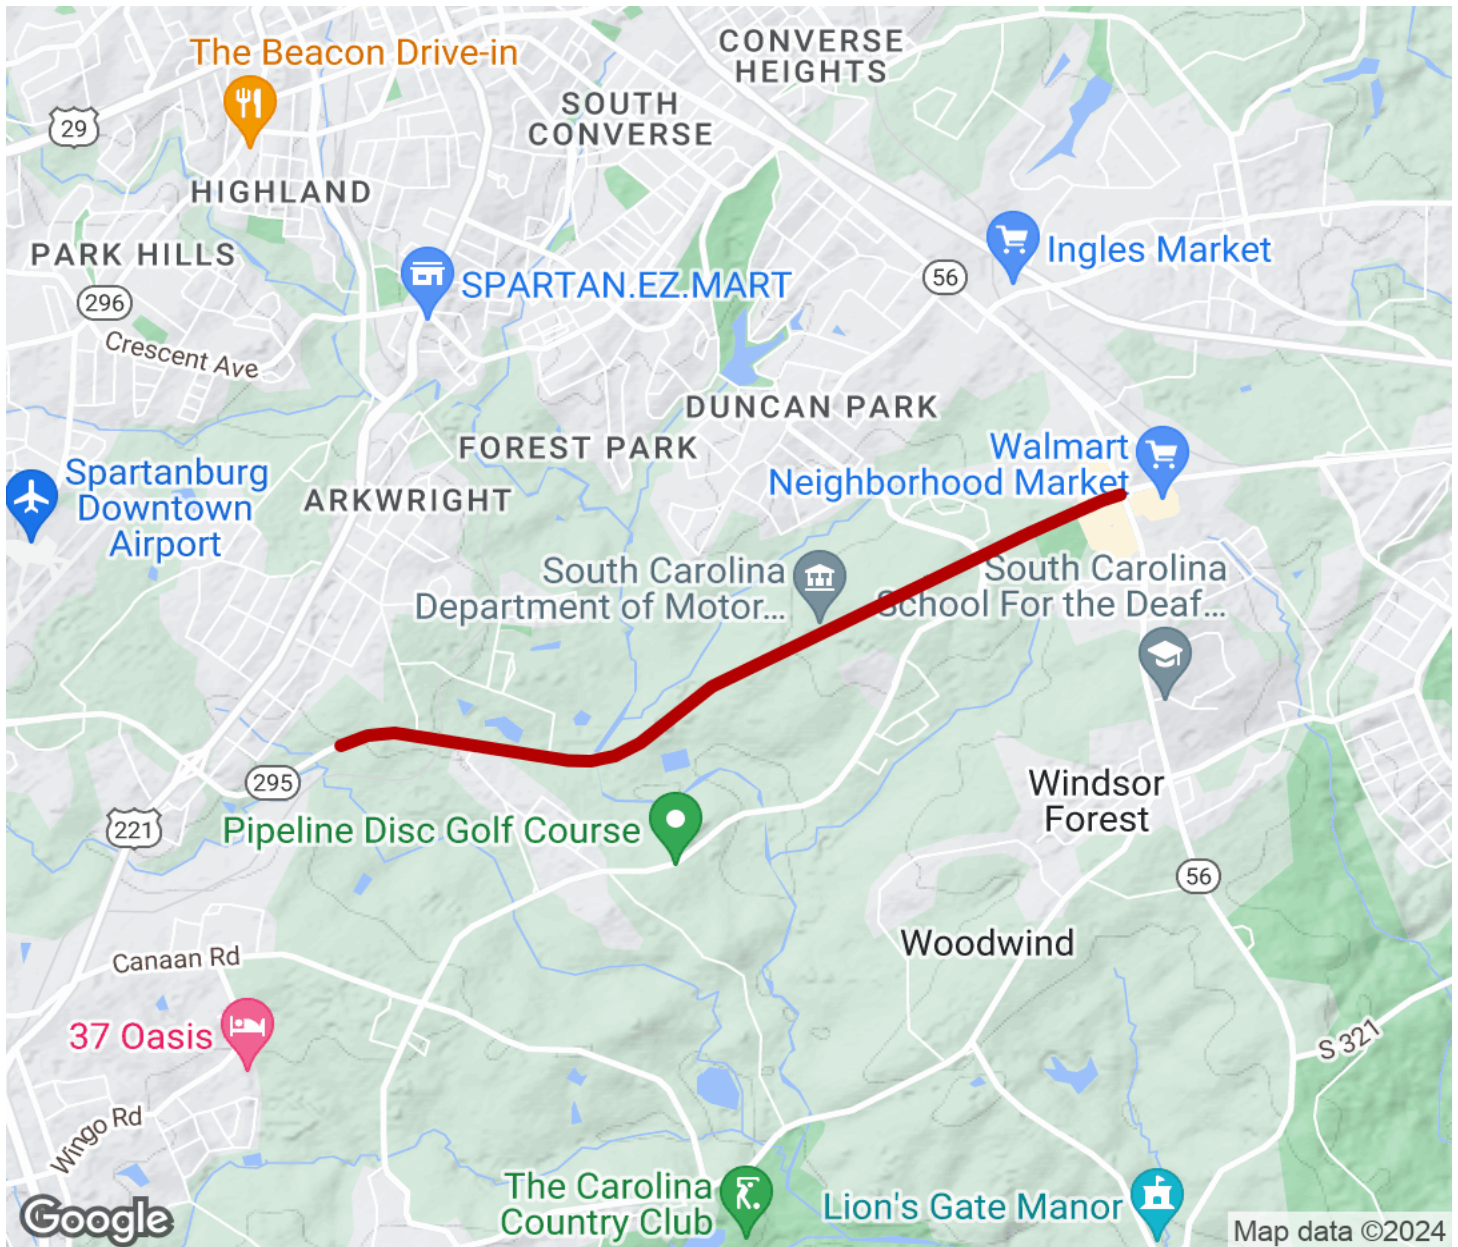 CONVERSE
HEIGHTS
The Beacon Drive-in
SOUTH
CONVERSE
29
HIGHLAND
PARK HILLS
Ingles Market
56
SPARTAN.EZ.MART
296
Crescent Ave
DUNCAN PARK
FOREST PARK
Walmart
Neighborhood Market
Spartanburg
Downtown
Airport
ARKWRIGHT
South Carolina
Department of Motor...
South Carolina
School For the Deaf...
295
Windsor
Forest
221
Pipeline Disc Golf Course
56
Woodwind
Canaan Rd
37 Oasis
S 321
Wingo Rd
The Carolina
Country Club
Lion's Gate Manor
Google
Map data ©2024